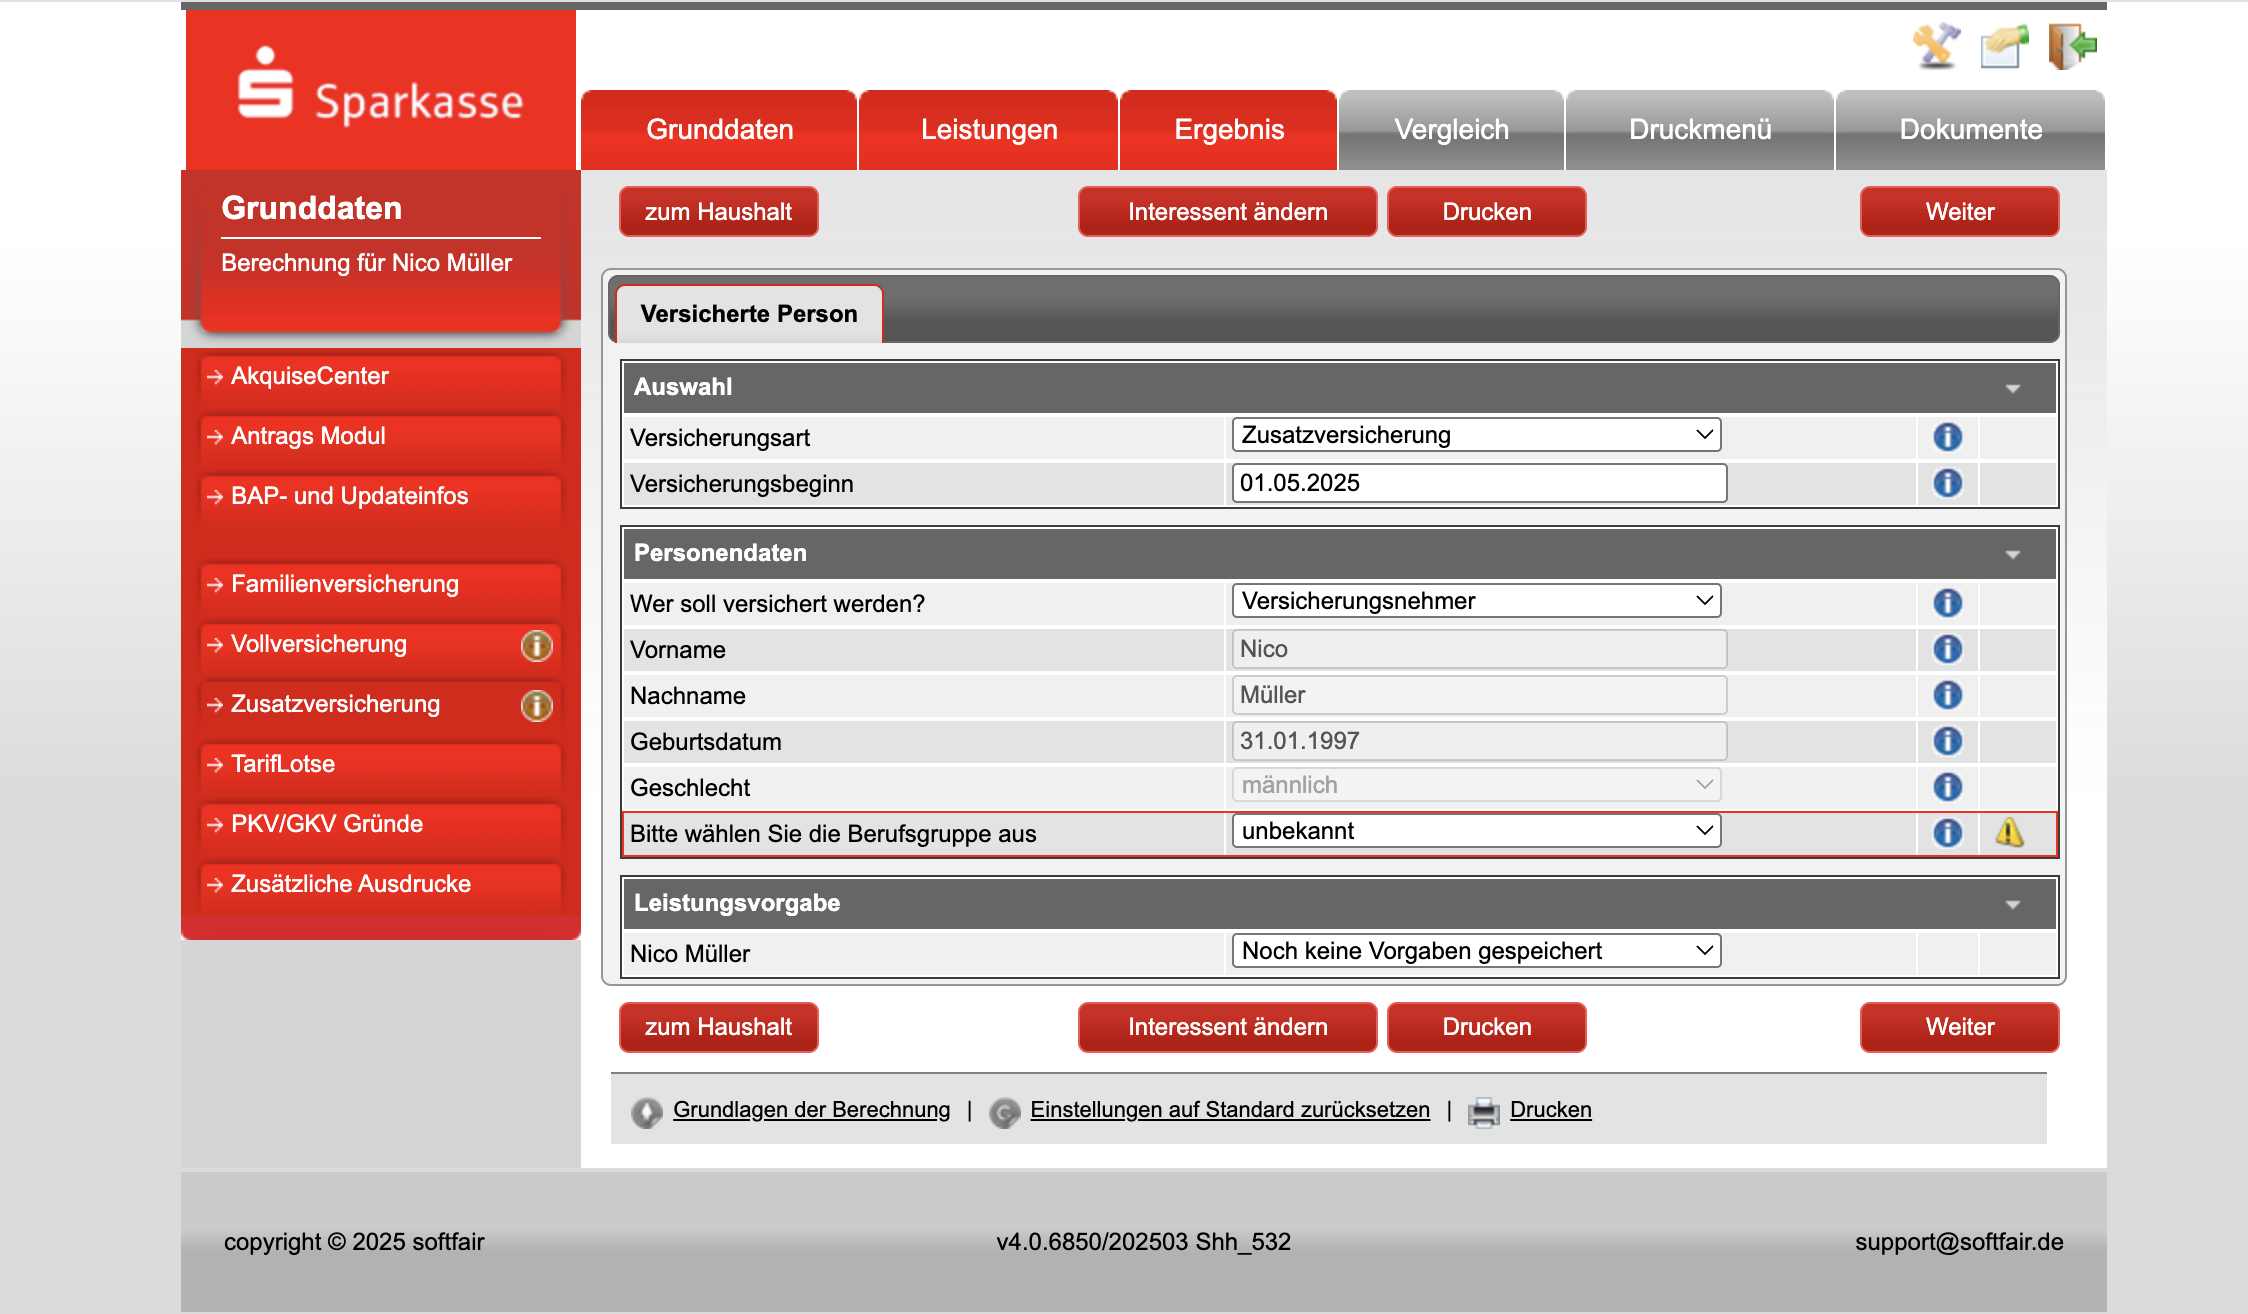 Sparkasse
Grunddaten
Leistungen
Ergebnis
Vergleich
Druckmenü
Dokumente
Grunddaten
Berechnung für Nico Müller
AkquiseCenter
Antrags Modul
BAP- und Updateinfos
Familienversicherung
Vollversicherung
Zusatzversicherung
TarifLotse
PKV/GKV Gründe
Zusätzliche Ausdrucke
zum Haushalt
Interessent ändern
Drucken
Weiter
Versicherte Person
Auswahl
Versicherungsart
Zusatzversicherung
Versicherungsbeginn
01.05.2025
Personendaten
Wer soll versichert werden?
Versicherungsnehmer
Vorname
Nico
Nachname
Müller
Geburtsdatum
31.01.1997
Geschlecht
männlich
Bitte wählen Sie die Berufsgruppe aus
unbekannt
Leistungsvorgabe
Nico Müller
Noch keine Vorgaben gespeichert
zum Haushalt
Interessent ändern
Drucken
Weiter
Grundlagen der Berechnung | Einstellungen auf Standard zurücksetzen | Drucken
copyright © 2025 softfair
v4.0.6850/202503 Shh_532
support@softfair.de